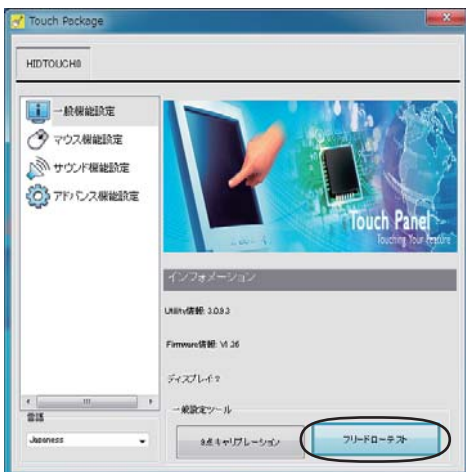 Touch Package
HIDTOUCH0
一般機能設定
マウス機能設定
サウンド機能設定
アドバンス機能設定
Touch Panel
Touching Your Future
インフォメーション
Utility情報: 3.0.9.3
Firmware情報: V1.36
ディスプレイ: 2
一般設定ツール
言語
Japanese
9点キャリブレーション
フリードローテスト